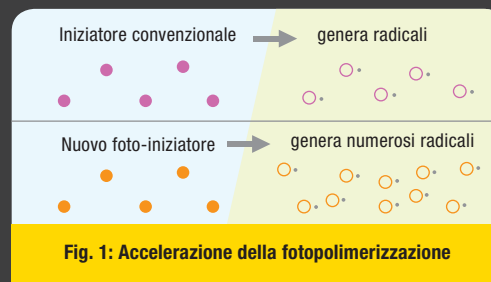 Iniziatore convenzionale genera radicali
Nuovo foto-iniziatore genera numerosi radicali
Fig. 1: Accelerazione della fotopolimerizzazione